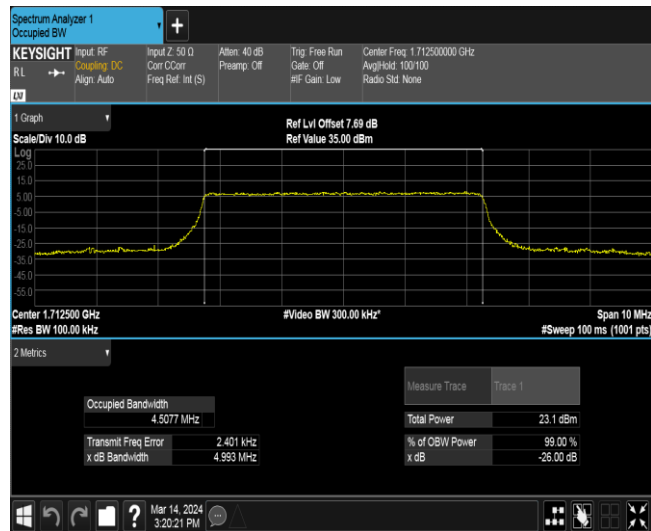 Spectrum Analyzer 1
Occupied BW
+
KEYSIGHT Input: RF Input Z: 50 Ω Atten: 40 dB Trig: Free Run Center Freq: 1.712500000 GHz
RL Coupling: DC Corr CCorr Preamp: Off Gate: Off Avg|Hold: 100/100
Align: Auto Freq Ref: Int (S) #IF Gain: Low Radio Std: None
LXI
1 Graph
Ref Lvl Offset 7.69 dB
Scale/Div 10.0 dB Ref Value 35.00 dBm
Log
25.0
15.0
5.00
-5.00
-15.0
-25.0
-35.0
-45.0
-55.0
Center 1.712500 GHz #Video BW 300.00 kHz* Span 10 MHz
#Res BW 100.00 kHz #Sweep 100 ms (1001 pts)
2 Metrics
Measure Trace Trace 1
Occupied Bandwidth
4.5077 MHz Total Power 23.1 dBm
Transmit Freq Error 2.401 kHz % of OBW Power 99.00 %
x dB Bandwidth 4.993 MHz x dB -26.00 dB
?
Mar 14, 2024
3:20:21 PM